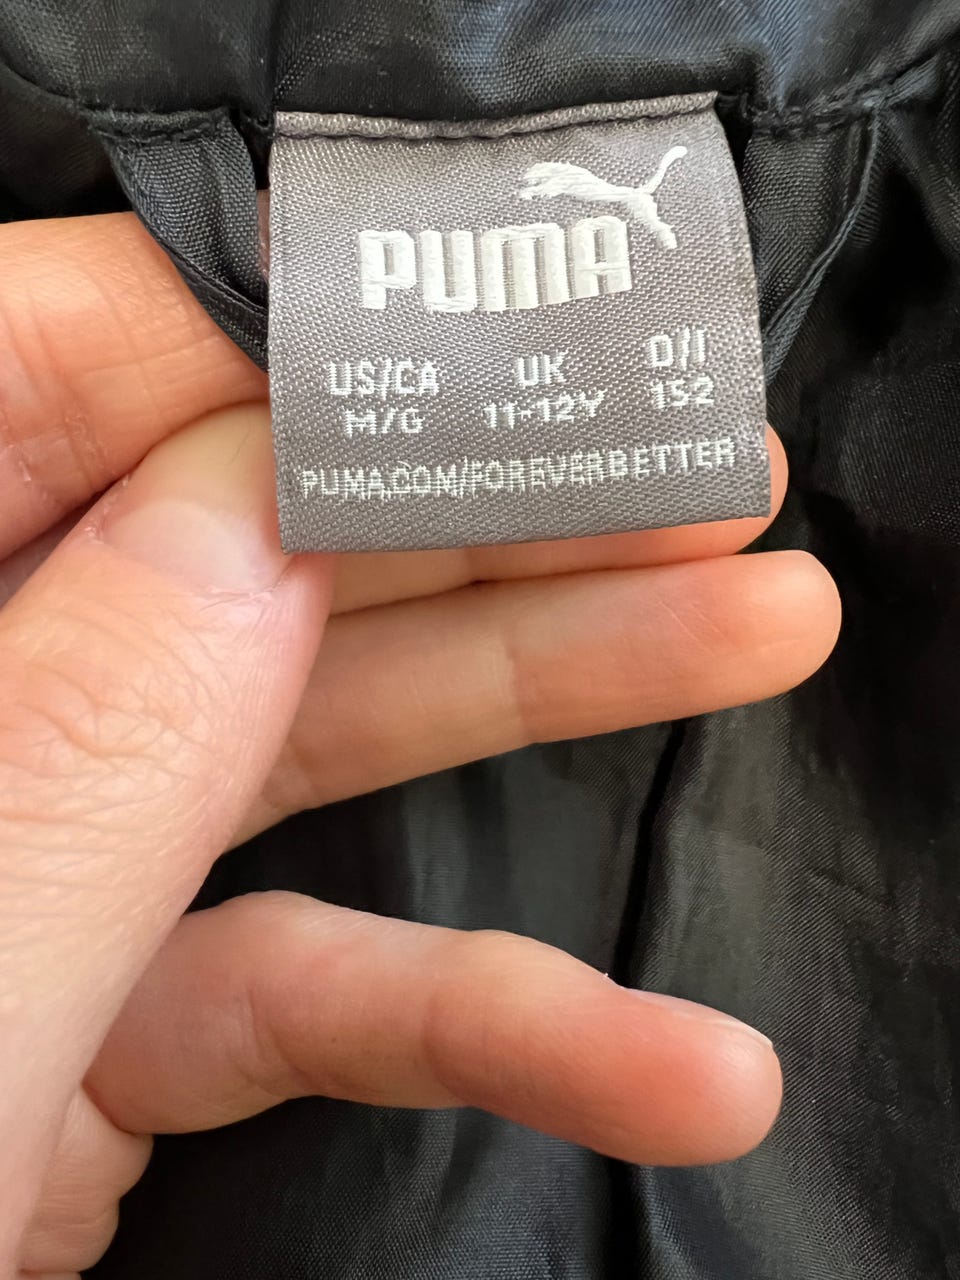 PUMA
US/CA UK D/I
M/G 11-12Y 152
PUMA.COM/FOREVERBETTER